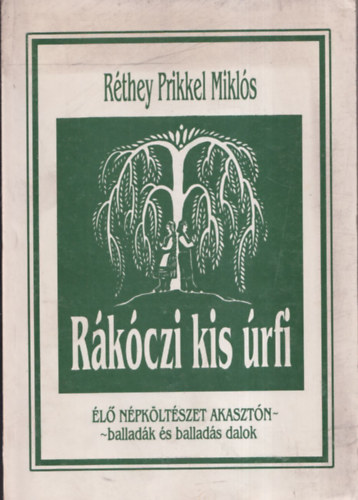 Réthey Prikkel Miklós
Rákóczi kis úrfi
ÉLŐ NÉPKÖLTÉSZET AKASZTÓN~
~balladák és balladás dalok